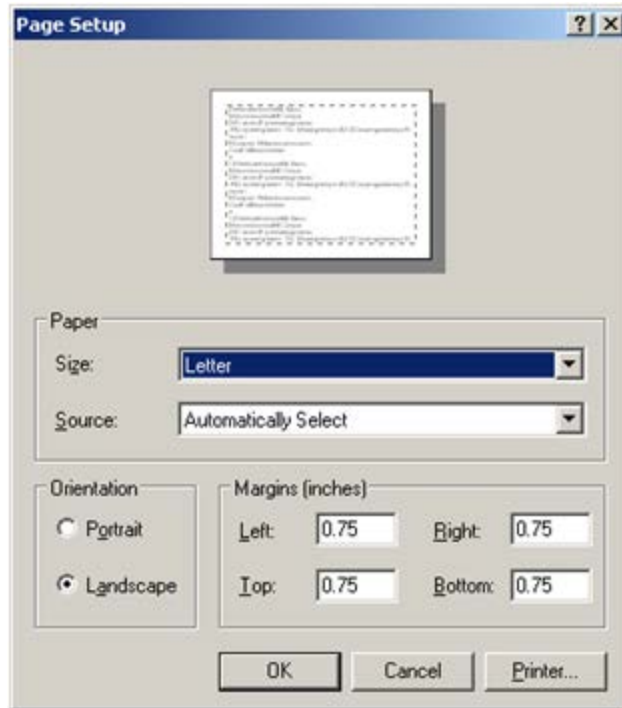 Page Setup
Paper
Size: Letter
Source: Automatically Select
Orientation
Portrait
Landscape
Margins (inches)
Left: 0.75 Right: 0.75
Top: 0.75 Bottom: 0.75
OK Cancel Printer...